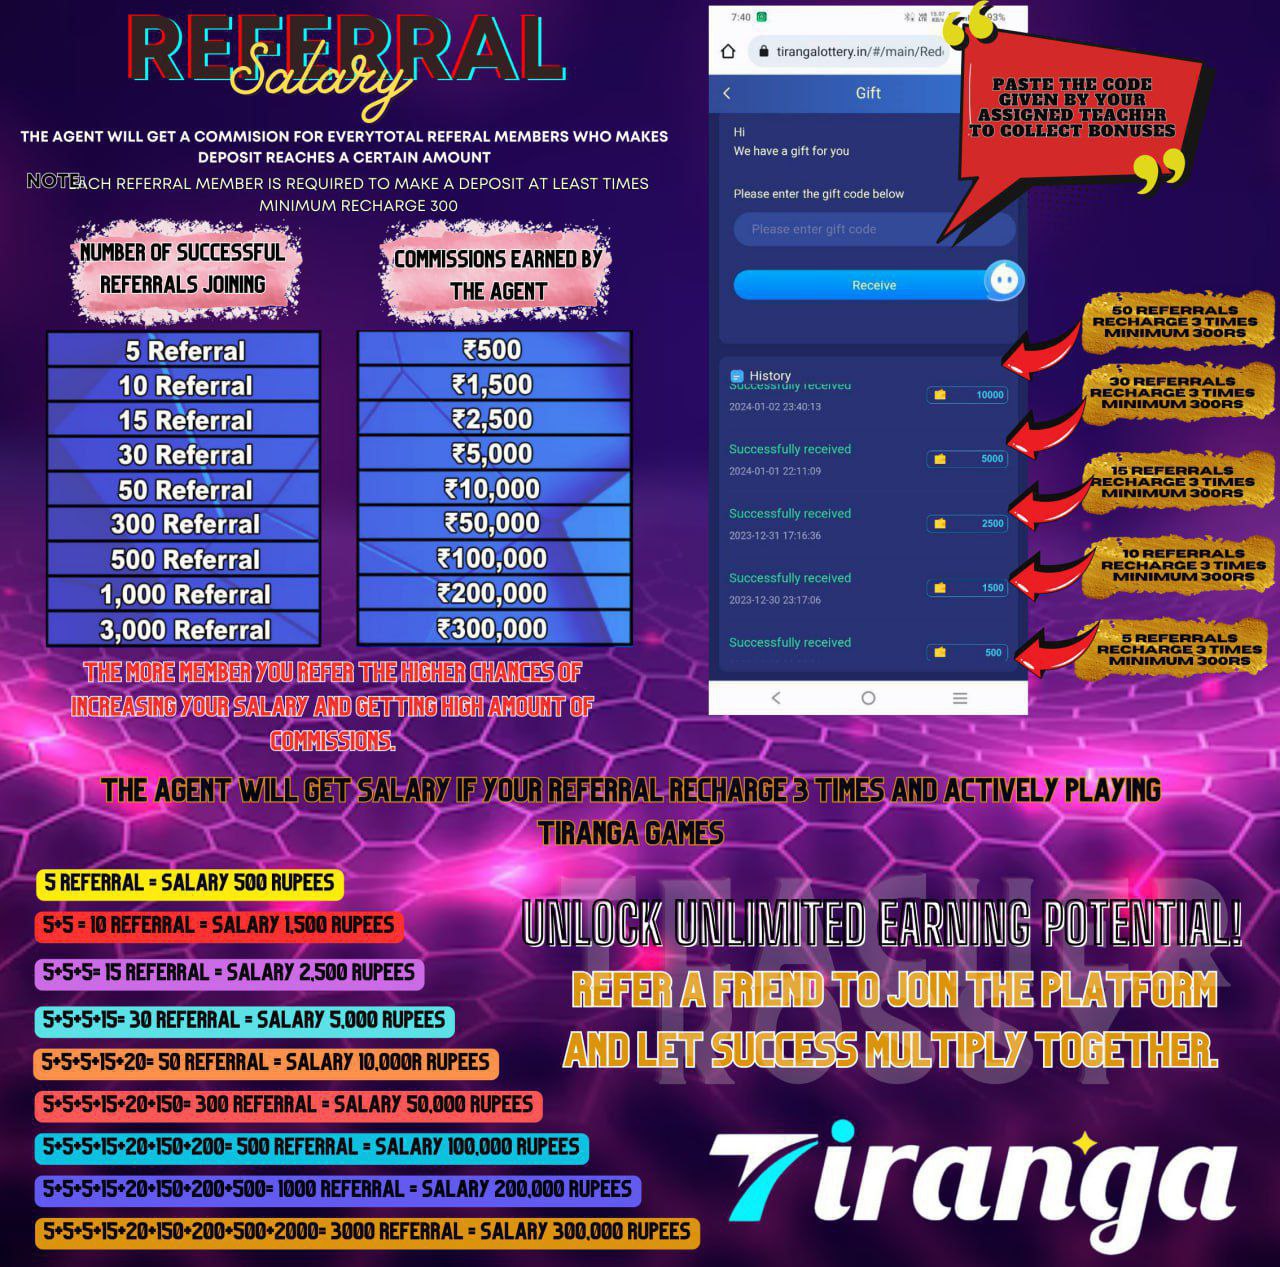 REFERRAL
Salary
THE AGENT WILL GET A COMMISION FOR EVERYTOTAL REFERAL MEMBERS WHO MAKES
DEPOSIT REACHES A CERTAIN AMOUNT
NOTE: EACH REFERRAL MEMBER IS REQUIRED TO MAKE A DEPOSIT AT LEAST TIMES
MINIMUM RECHARGE 300
NUMBER OF SUCCESSFUL
REFERRALS JOINING
COMMISSIONS EARNED BY
THE AGENT
5 Referral ₹500
10 Referral ₹1,500
15 Referral ₹2,500
30 Referral ₹5,000
50 Referral ₹10,000
300 Referral ₹50,000
500 Referral ₹100,000
1,000 Referral ₹200,000
3,000 Referral ₹300,000
THE MORE MEMBER YOU REFER THE HIGHER CHANCES OF
INCREASING YOUR SALARY AND GETTING HIGH AMOUNT OF
COMMISSIONS.
7:40 93%
tirangalottery.in/#/main/Red
Gift
Hi
We have a gift for you
Please enter the gift code below
Please enter gift code
Receive
History
Successfully received
2024-01-02 23:40:13
10000
Successfully received
2024-01-01 22:11:09
5000
Successfully received
2023-12-31 17:16:36
2500
Successfully received
2023-12-30 23:17:06
1500
Successfully received
500
PASTE THE CODE
GIVEN BY YOUR
ASSIGNED TEACHER
TO COLLECT BONUSES
50 REFERRALS
RECHARGE 3 TIMES
MINIMUM 300RS
30 REFERRALS
RECHARGE 3 TIMES
MINIMUM 300RS
15 REFERRALS
RECHARGE 3 TIMES
MINIMUM 300RS
10 REFERRALS
RECHARGE 3 TIMES
MINIMUM 300RS
5 REFERRALS
RECHARGE 3 TIMES
MINIMUM 300RS
THE AGENT WILL GET SALARY IF YOUR REFERRAL RECHARGE 3 TIMES AND ACTIVELY PLAYING
TIRANGA GAMES
5 REFERRAL = SALARY 500 RUPEES
5+5 = 10 REFERRAL = SALARY 1,500 RUPEES
5+5+5= 15 REFERRAL = SALARY 2,500 RUPEES
5+5+5+15= 30 REFERRAL = SALARY 5,000 RUPEES
5+5+5+15+20= 50 REFERRAL = SALARY 10,000R RUPEES
5+5+5+15+20+150= 300 REFERRAL = SALARY 50,000 RUPEES
5+5+5+15+20+150+200= 500 REFERRAL = SALARY 100,000 RUPEES
5+5+5+15+20+150+200+500= 1000 REFERRAL = SALARY 200,000 RUPEES
5+5+5+15+20+150+200+500+2000= 3000 REFERRAL = SALARY 300,000 RUPEES
TEACHER
UNLOCK UNLIMITED EARNING POTENTIAL!
REFER A FRIEND TO JOIN THE PLATFORM
AND LET SUCCESS MULTIPLY TOGETHER.
Tiranga